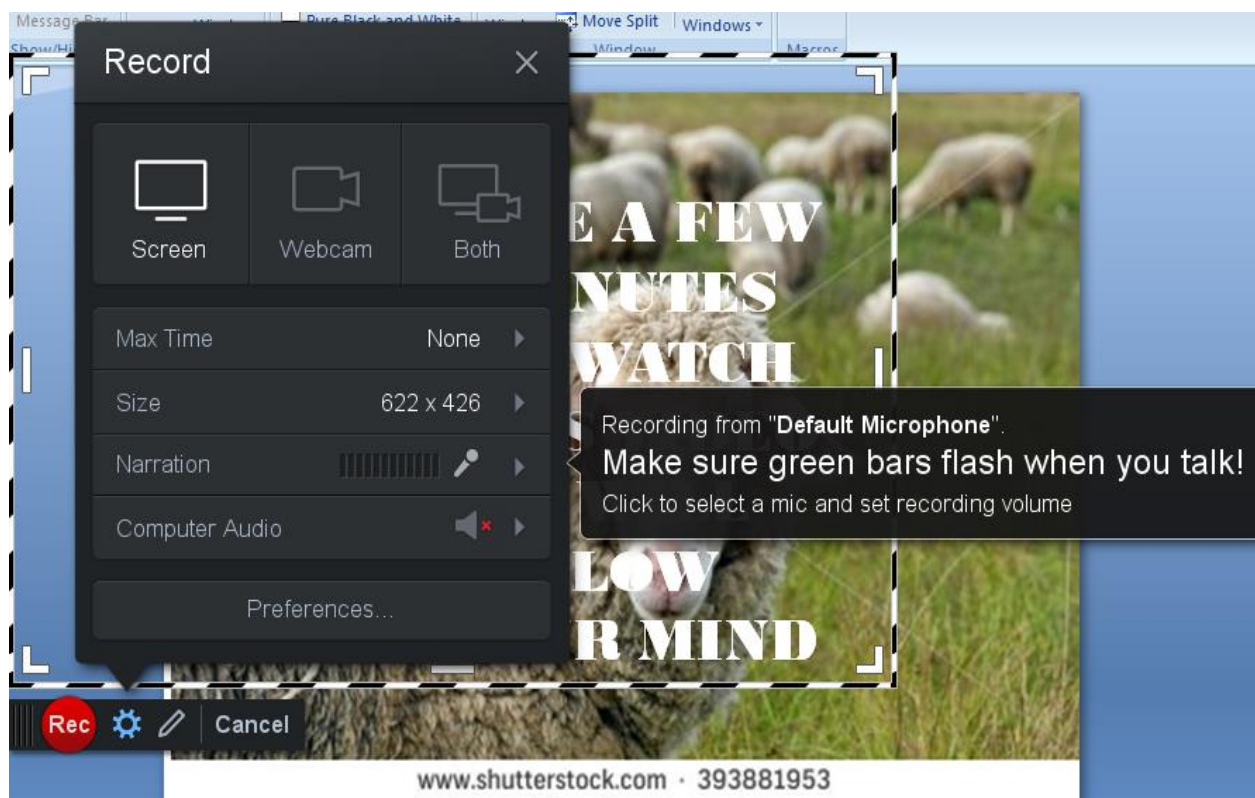 Message Bar
Pure Black and White
Move Split
Windows
Window
Macros
Record
Screen
Webcam
Both
Max Time
None
Size
622 x 426
Narration
Computer Audio
Preferences...
Recording from "Default Microphone".
Make sure green bars flash when you talk!
Click to select a mic and set recording volume
A FEW
NUTES
WATCH
LOW
R MIND
Rec
Cancel
www.shutterstock.com · 393881953